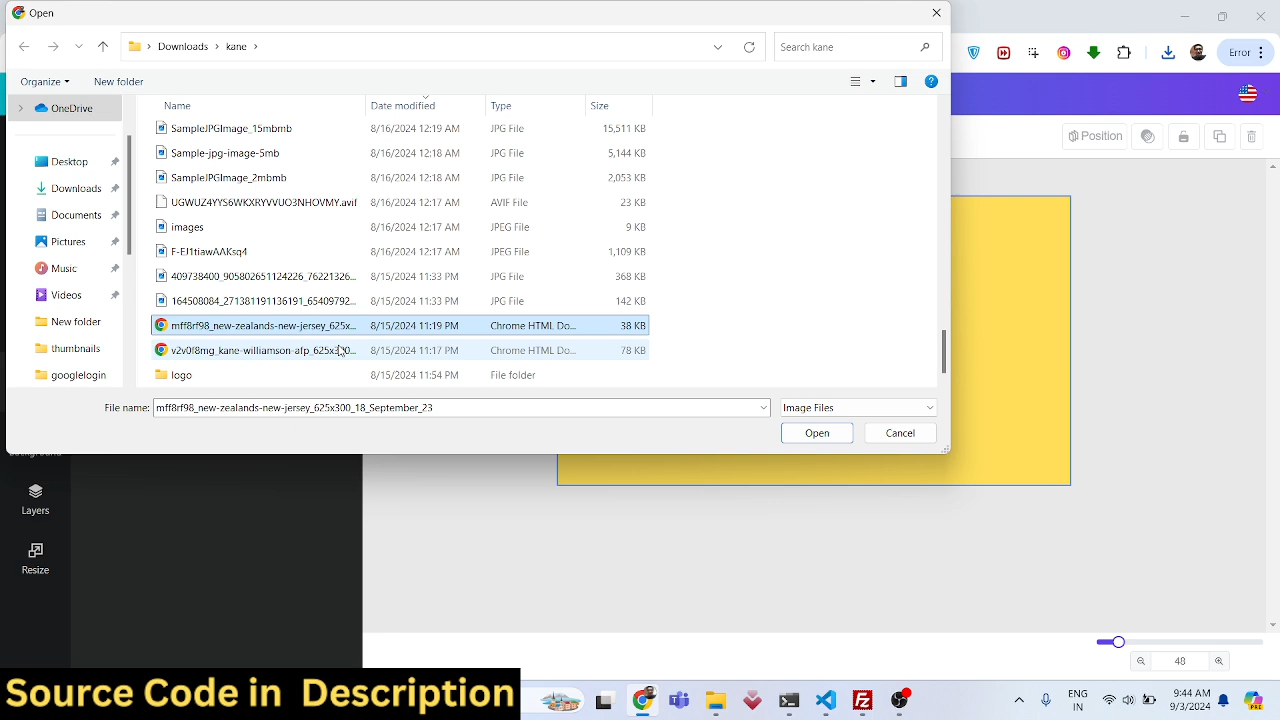 Open
Downloads > kane >
Search kane
Error
Organize
New folder
Position
OneDrive
Desktop
Downloads
Documents
Pictures
Music
Videos
New folder
thumbnails
googlelogin
Name Date modified Type Size
SampleJPGImage_15mbmb 8/16/2024 12:19 AM JPG File 15,511 KB
Sample-jpg-image-5mb 8/16/2024 12:18 AM JPG File 5,144 KB
SampleJPGImage_2mbmb 8/16/2024 12:18 AM JPG File 2,053 KB
UGWUZ4YYS6WKXRYVVUO3NHOVMY.avif 8/16/2024 12:17 AM AVIF File 23 KB
images 8/16/2024 12:17 AM JPEG File 9 KB
F-EJ1tiawAAKsq4 8/16/2024 12:17 AM JPEG File 1,109 KB
409738400_905802651124226_76221326... 8/15/2024 11:33 PM JPG File 368 KB
164508084_271381191136191_65409792... 8/15/2024 11:33 PM JPG File 142 KB
mff8rf98_new-zealands-new-jersey_625x... 8/15/2024 11:19 PM Chrome HTML Do... 38 KB
v2v0f8mg_kane-williamson-afp_625x300... 8/15/2024 11:17 PM Chrome HTML Do... 78 KB
logo 8/15/2024 11:54 PM File folder
File name: mff8rf98_new-zealands-new-jersey_625x300_18_September_23
Image Files
Open
Cancel
Layers
Resize
48
Source Code in Description
ENG
IN
9:44 AM
9/3/2024